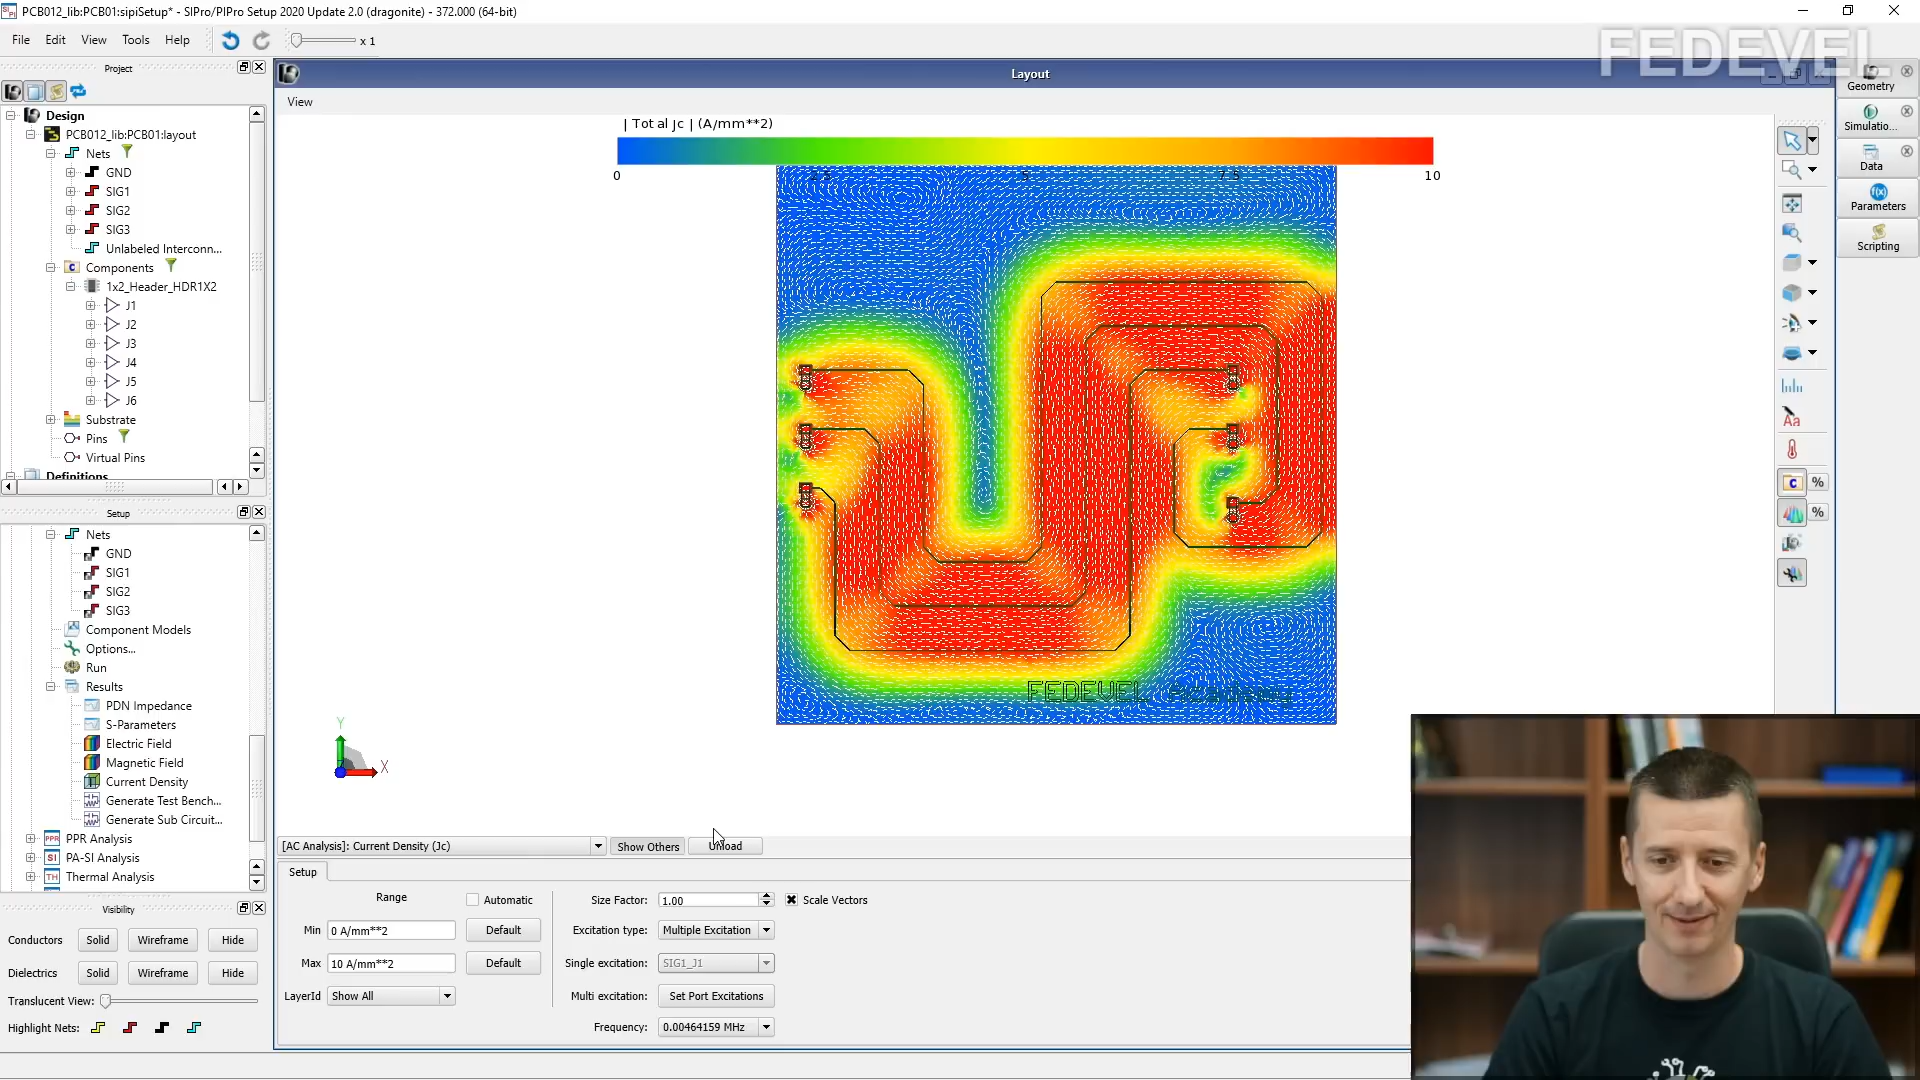 PCB012_lib:PCB01:sipiSetup* - SIPro/PIPro Setup 2020 Update 2.0 (dragonite) - 372.000 (64-bit)
File Edit View Tools Help x 1
FEDEVEL
Project
Design
PCB012_lib:PCB01:layout
Nets
GND
SIG1
SIG2
SIG3
Unlabeled Interconn...
Components
1x2_Header_HDR1X2
J1
J2
J3
J4
J5
J6
Substrate
Pins
Virtual Pins
Definitions
Setup
Nets
GND
SIG1
SIG2
SIG3
Component Models
Options...
Run
Results
PDN Impedance
S-Parameters
Electric Field
Magnetic Field
Current Density
Generate Test Bench...
Generate Sub Circuit...
PPR Analysis
PA-SI Analysis
Thermal Analysis
Visibility
Conductors Solid Wireframe Hide
Dielectrics Solid Wireframe Hide
Translucent View:
Highlight Nets:
Layout
View
| Total Jc | (A/mm**2)
0 2.5 5 7.5 10
FEDEVEL Academy
Y
X
[AC Analysis]: Current Density (Jc) Show Others Unload
Setup
Range Automatic
Min 0 A/mm**2 Default
Max 10 A/mm**2 Default
LayerId Show All
Size Factor: 1.00 Scale Vectors
Excitation type: Multiple Excitation
Single excitation: SIG1_J1
Multi excitation: Set Port Excitations
Frequency: 0.00464159 MHz
Geometry
Simulatio...
Data
f(x)
Parameters
Scripting
Aa
C %
%